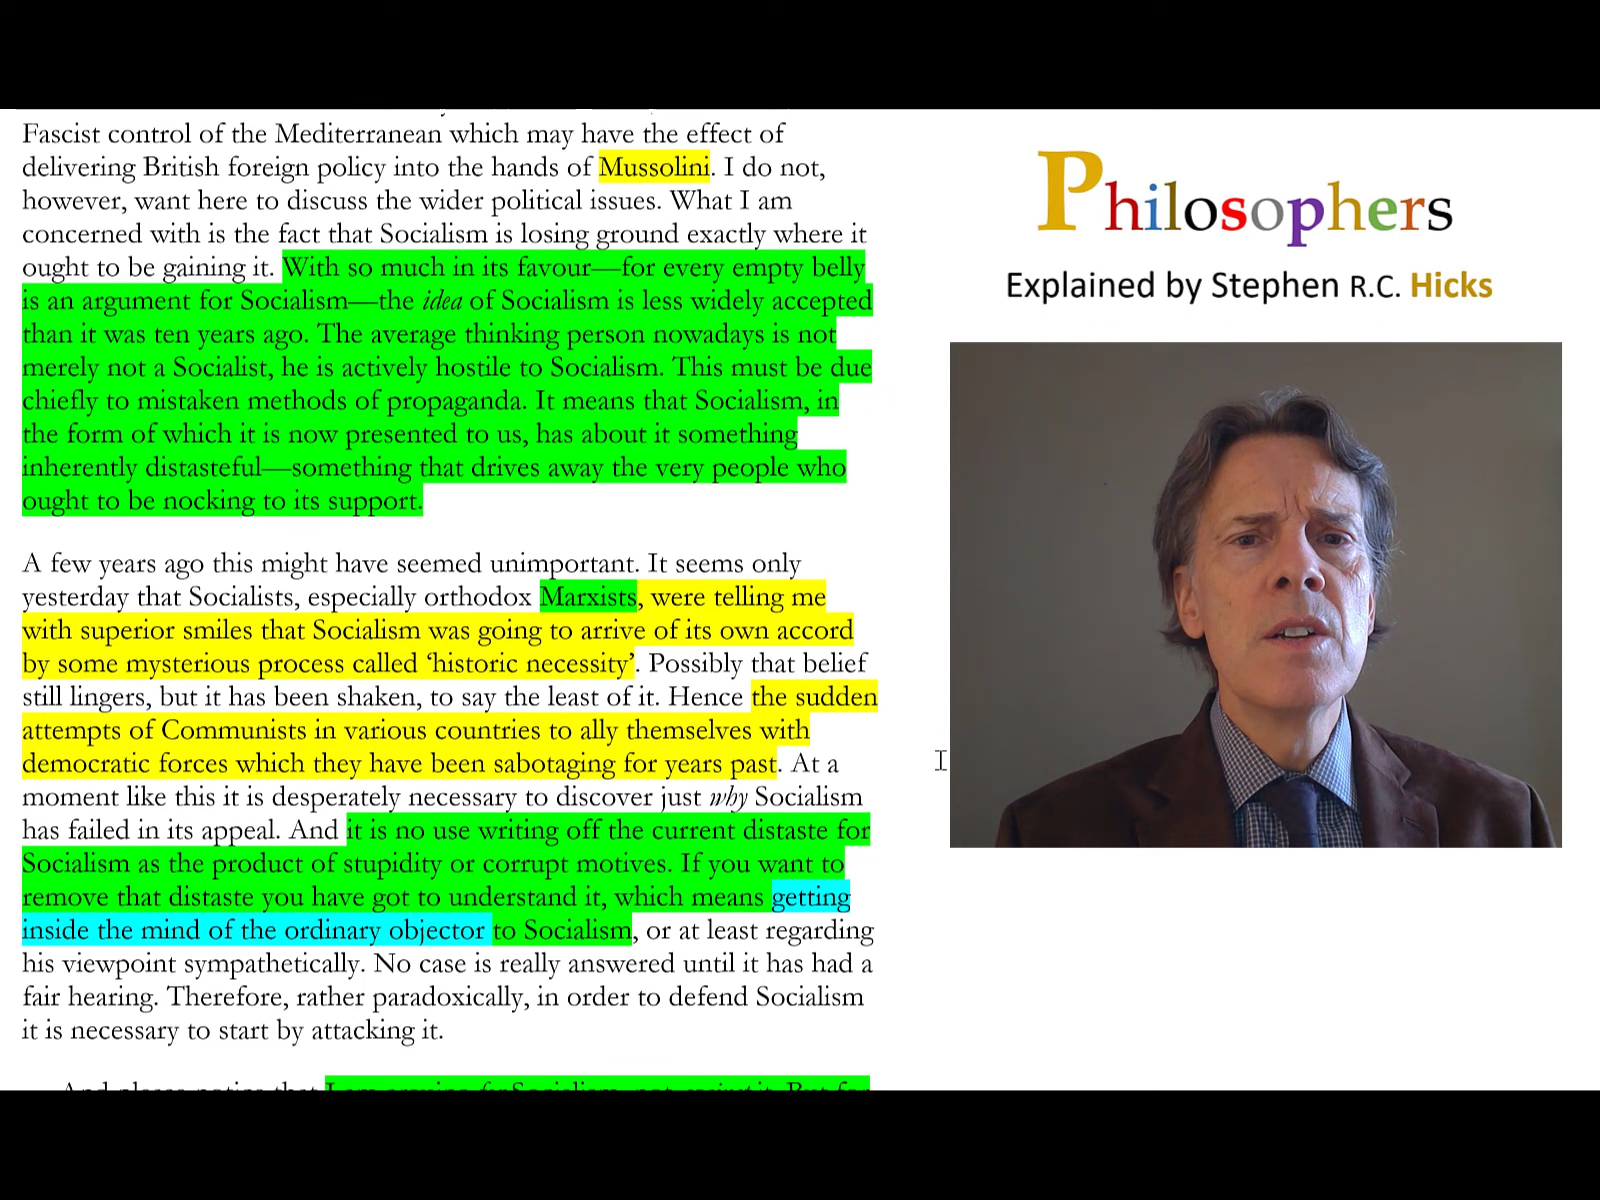 Fascist control of the Mediterranean which may have the effect of
delivering British foreign policy into the hands of Mussolini. I do not,
however, want here to discuss the wider political issues. What I am
concerned with is the fact that Socialism is losing ground exactly where it
ought to be gaining it. With so much in its favour—for every empty belly
is an argument for Socialism—the idea of Socialism is less widely accepted
than it was ten years ago. The average thinking person nowadays is not
merely not a Socialist, he is actively hostile to Socialism. This must be due
chiefly to mistaken methods of propaganda. It means that Socialism, in
the form of which it is now presented to us, has about it something
inherently distasteful—something that drives away the very people who
ought to be nocking to its support.
A few years ago this might have seemed unimportant. It seems only
yesterday that Socialists, especially orthodox Marxists, were telling me
with superior smiles that Socialism was going to arrive of its own accord
by some mysterious process called ‘historic necessity’. Possibly that belief
still lingers, but it has been shaken, to say the least of it. Hence the sudden
attempts of Communists in various countries to ally themselves with
democratic forces which they have been sabotaging for years past. At a
moment like this it is desperately necessary to discover just why Socialism
has failed in its appeal. And it is no use writing off the current distaste for
Socialism as the product of stupidity or corrupt motives. If you want to
remove that distaste you have got to understand it, which means getting
inside the mind of the ordinary objector to Socialism, or at least regarding
his viewpoint sympathetically. No case is really answered until it has had a
fair hearing. Therefore, rather paradoxically, in order to defend Socialism
it is necessary to start by attacking it.
Philosophers
Explained by Stephen R.C. Hicks